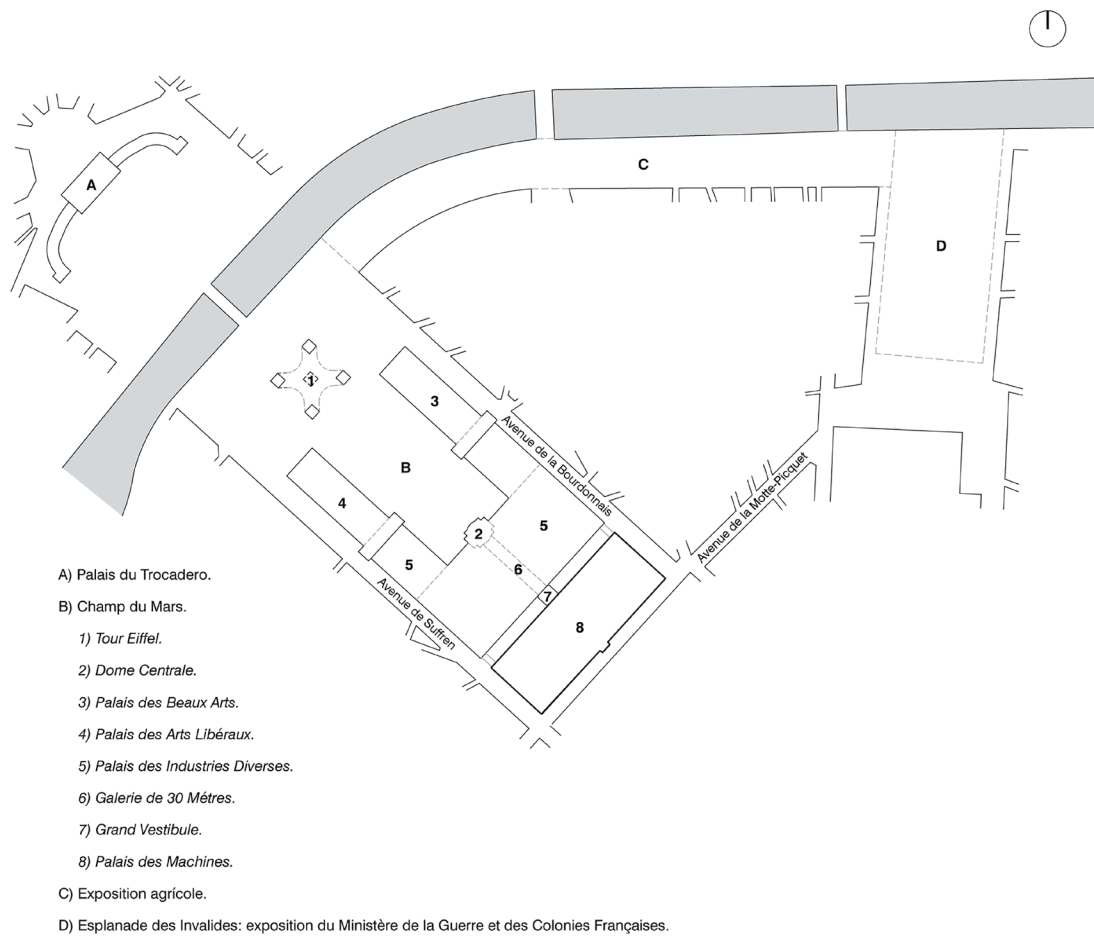 A
C
D
1
3
Avenue de la Bourdonnais
B
4
2
5
Avenue de la Motte-Picquet
5
6
7
8
Avenue de Suffren
A) Palais du Trocadero.
B) Champ du Mars.
1) Tour Eiffel.
2) Dome Centrale.
3) Palais des Beaux Arts.
4) Palais des Arts Libéraux.
5) Palais des Industries Diverses.
6) Galerie de 30 Métres.
7) Grand Vestibule.
8) Palais des Machines.
C) Exposition agrícole.
D) Esplanade des Invalides: exposition du Ministère de la Guerre et des Colonies Françaises.